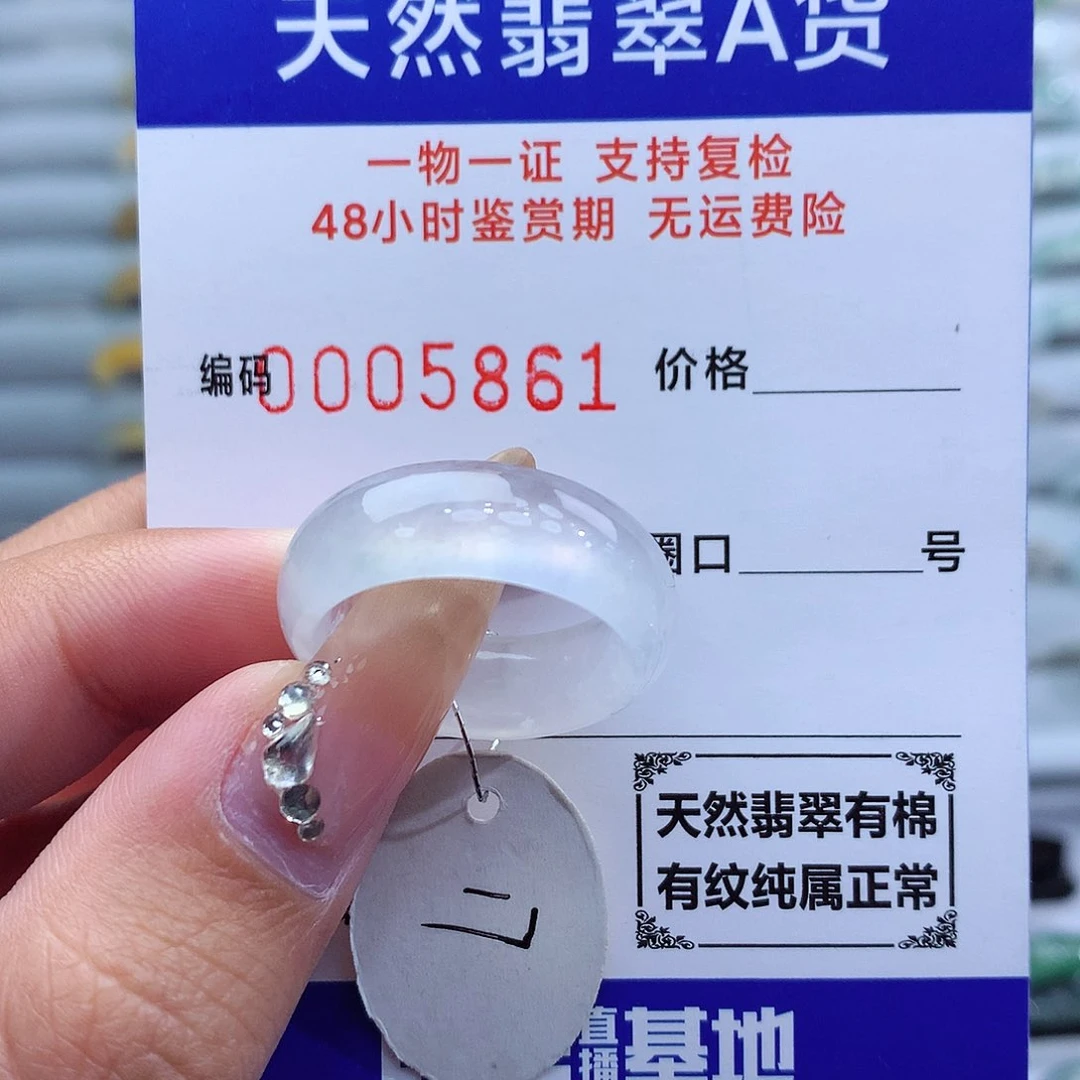 天然翡翠A货
一物一证 支持复检
48小时鉴赏期 无运费险
编码0005861 价格
圈口 号
天然翡翠有棉
有纹纯属正常
直播基地